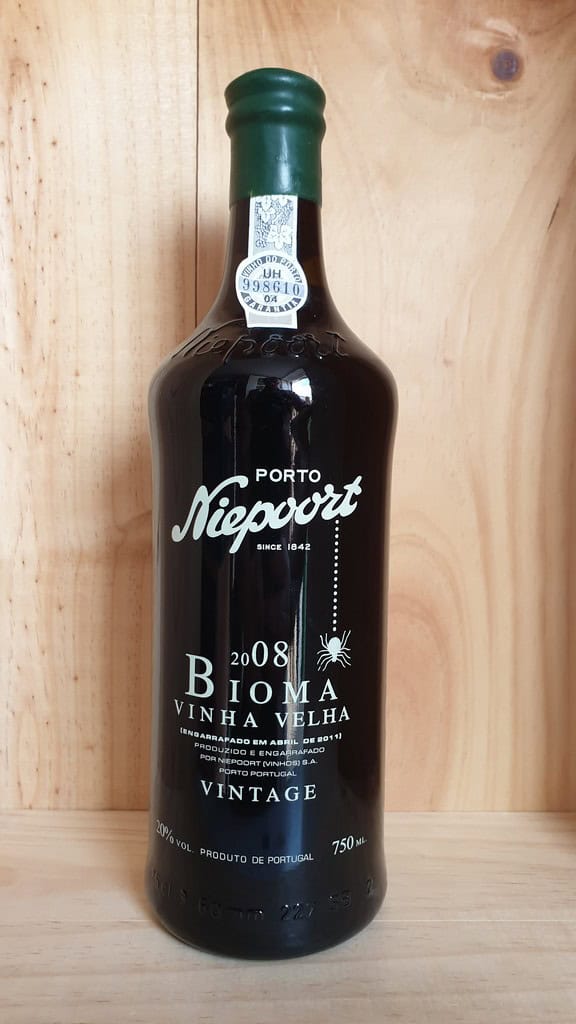 VINHO DO PORTO
UH
998610
04
GARANTIA
Niepoort
PORTO
Niepoort
SINCE 1842
2008
BIOMA
VINHA VELHA
(ENGARRAFADO EM ABRIL DE 2011)
PRODUZIDO E ENGARRAFADO
POR NIEPOORT (VINHOS) S.A.
PORTO PORTUGAL
VINTAGE
20% VOL. PRODUTO DE PORTUGAL 750 ML